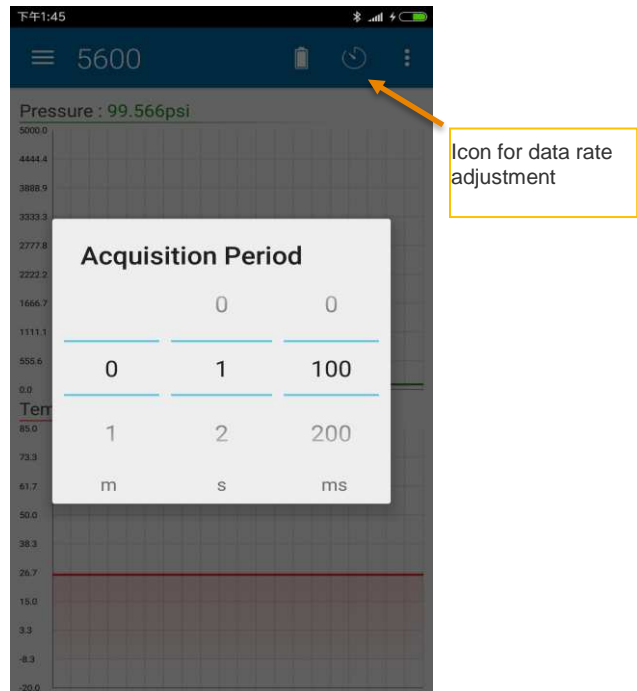 下午1:45
5600
Pressure : 99.566psi
5000.0
4444.4
3888.9
3333.3
2777.8
2222.2
1666.7
1111.1
555.6
0.0
Acquisition Period
0 0
0 1 100
1 2 200
m s ms
Tem
85.0
73.3
61.7
50.0
38.3
26.7
15.0
3.3
-8.3
-20.0
Icon for data rate
adjustment